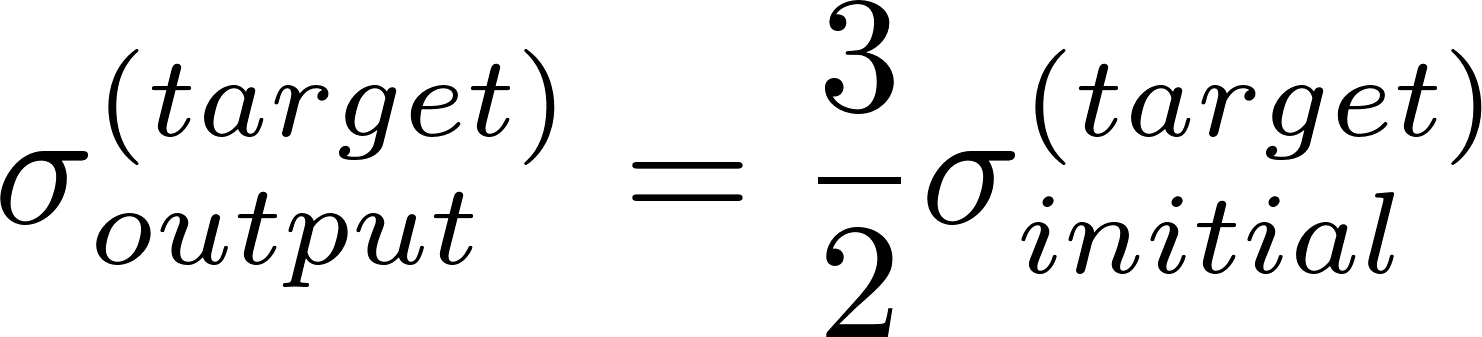 σ_{output}^{(target)} = \frac{3}{2} σ_{initial}^{(target)}